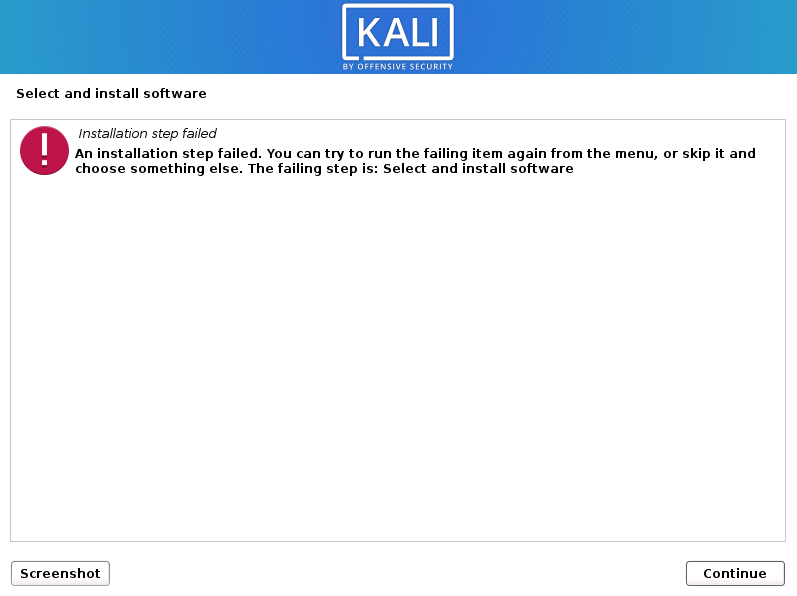 KALI
BY OFFENSIVE SECURITY
Select and install software
Installation step failed
An installation step failed. You can try to run the failing item again from the menu, or skip it and
choose something else. The failing step is: Select and install software
Screenshot
Continue